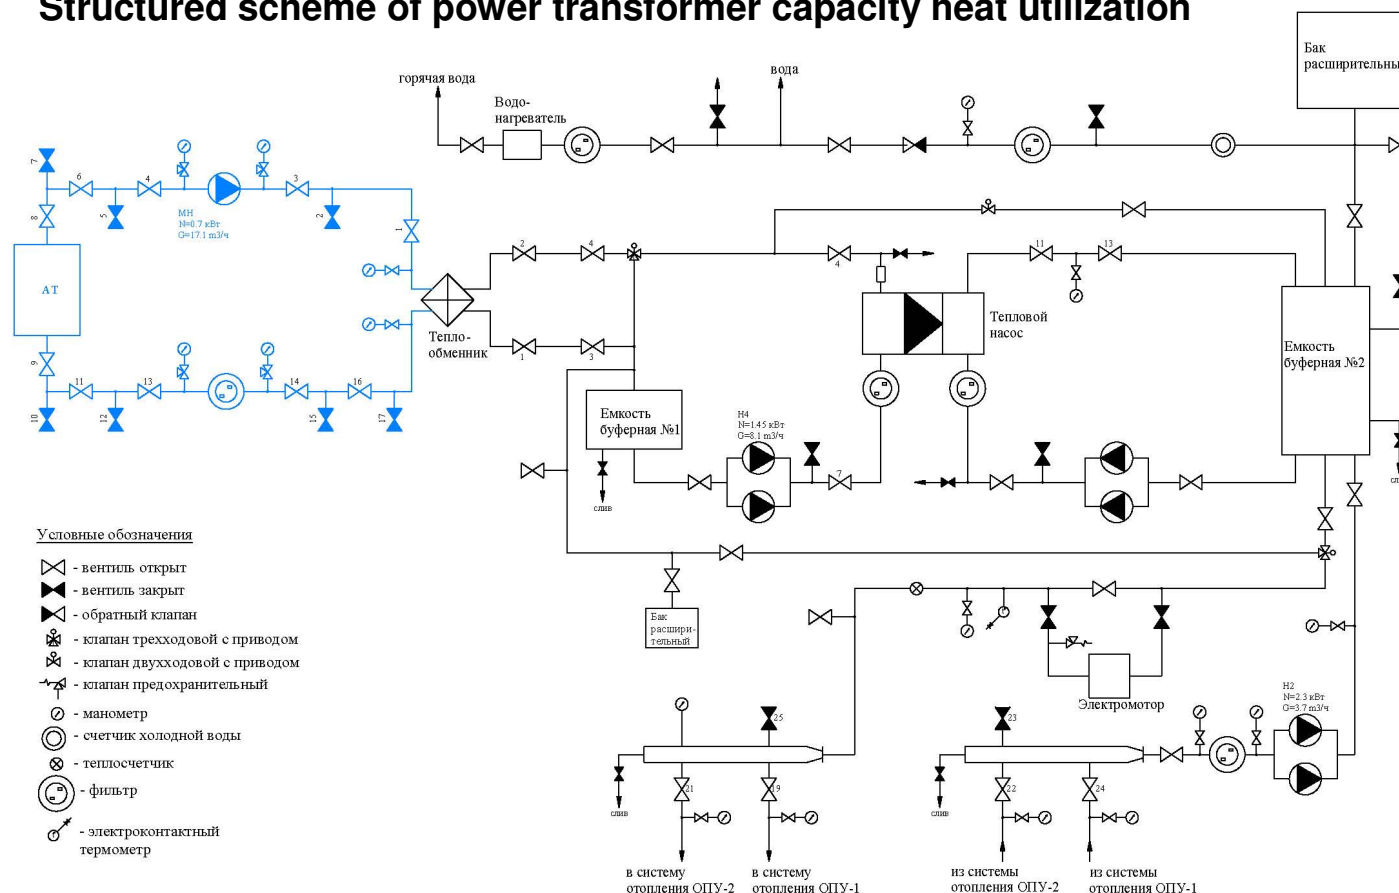 Structured scheme of power transformer capacity heat utilization
Бак
расширительны
горячая вода
вода
Водо-
нагреватель
7
6
4
3
8
5
2
1
МН
N=0.7 кВт
G=17.1 m3/ч
АТ
Тепло-
обменник
9
11
13
14
16
10
12
15
17
2
4
1
3
4
11
13
Тепловой
насос
Емкость
буферная №2
Емкость
буферная №1
слив
Н4
N=1.45 кВт
G=8.1 m3/ч
7
сл
Условные обозначения
- вентиль открыт
- вентиль закрыт
- обратный клапан
- клапан трехходовой с приводом
- клапан двухходовой с приводом
- клапан предохранительный
- манометр
- счетчик холодной воды
- теплосчетчик
- фильтр
- электроконтактный
термометр
Бак
расшири-
тельный
Электромотор
Н2
N=2.3 кВт
G=3.7 m3/ч
25
23
21
19
22
24
слив
слив
в систему
отопления ОПУ-2
в систему
отопления ОПУ-1
из системы
отопления ОПУ-2
из системы
отопления ОПУ-1